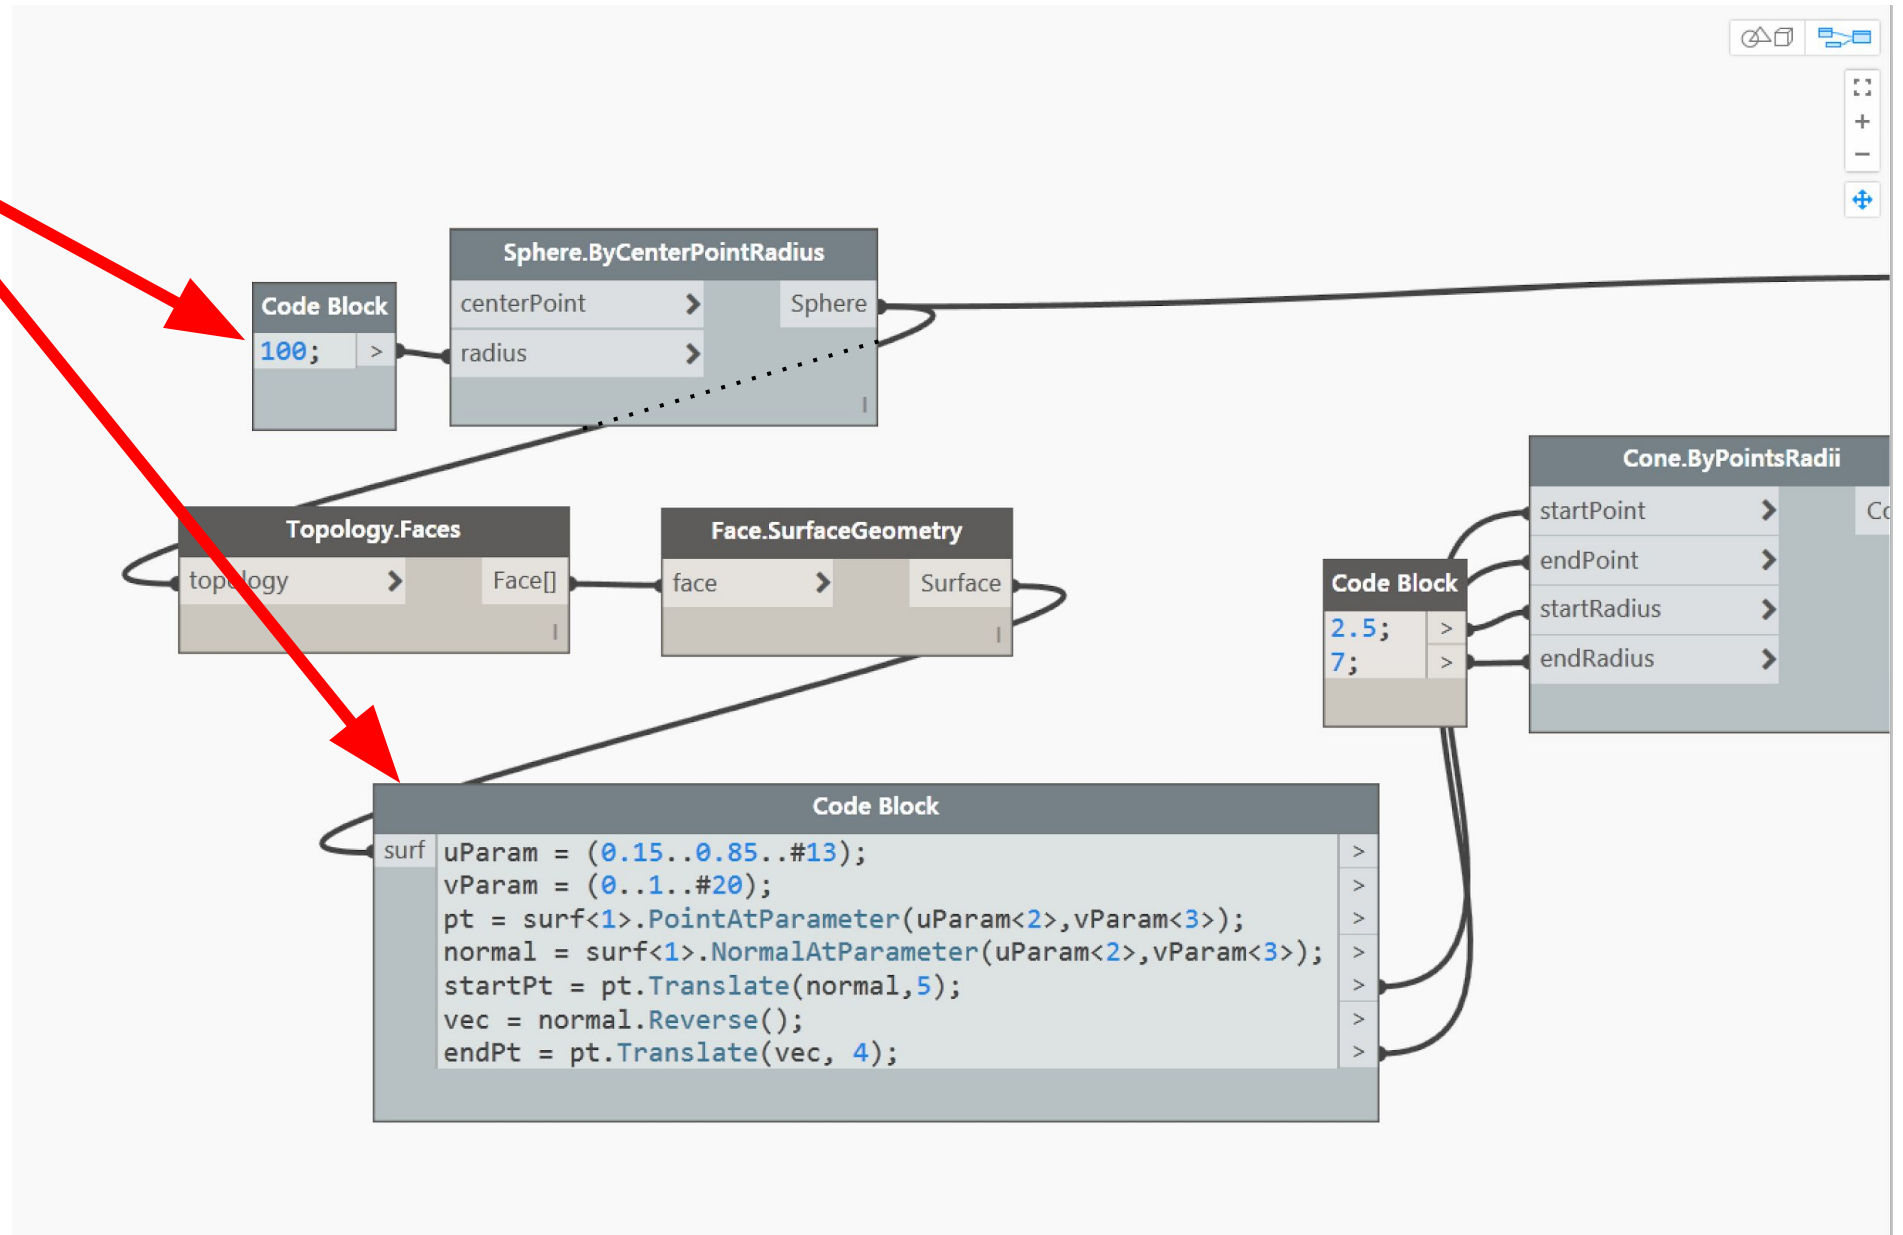 Sphere.ByCenterPointRadius
centerPoint > Sphere
radius >
Code Block
100; >
Topology.Faces
topology > Face[]
Face.SurfaceGeometry
face > Surface
Cone.ByPointsRadii
startPoint >
endPoint >
startRadius >
endRadius >
Code Block
2.5; >
7; >
Code Block
surf uParam = (0.15..0.85..#13); >
vParam = (0..1..#20); >
pt = surf<1>.PointAtParameter(uParam<2>,vParam<3>); >
normal = surf<1>.NormalAtParameter(uParam<2>,vParam<3>); >
startPt = pt.Translate(normal,5); >
vec = normal.Reverse(); >
endPt = pt.Translate(vec, 4); >